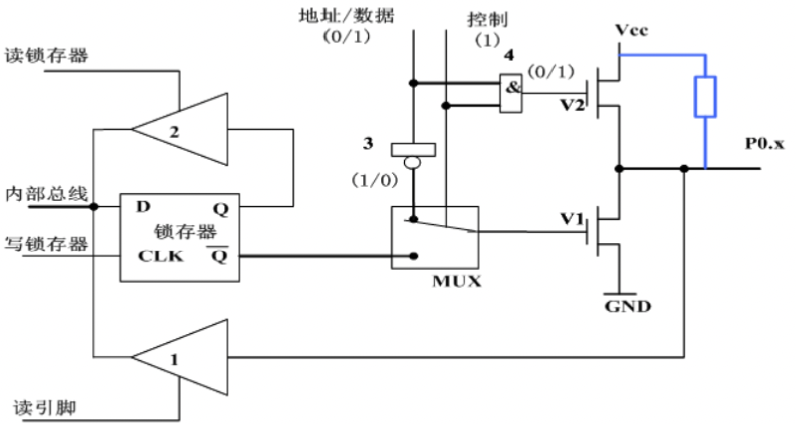 地址/数据
(0/1)
控制
(1)
4
Vcc
读锁存器
(0/1)
&
V2
2
3
P0.x
(1/0)
内部总线
D
Q
锁存器
V1
写锁存器
CLK
Q
MUX
GND
1
读引脚